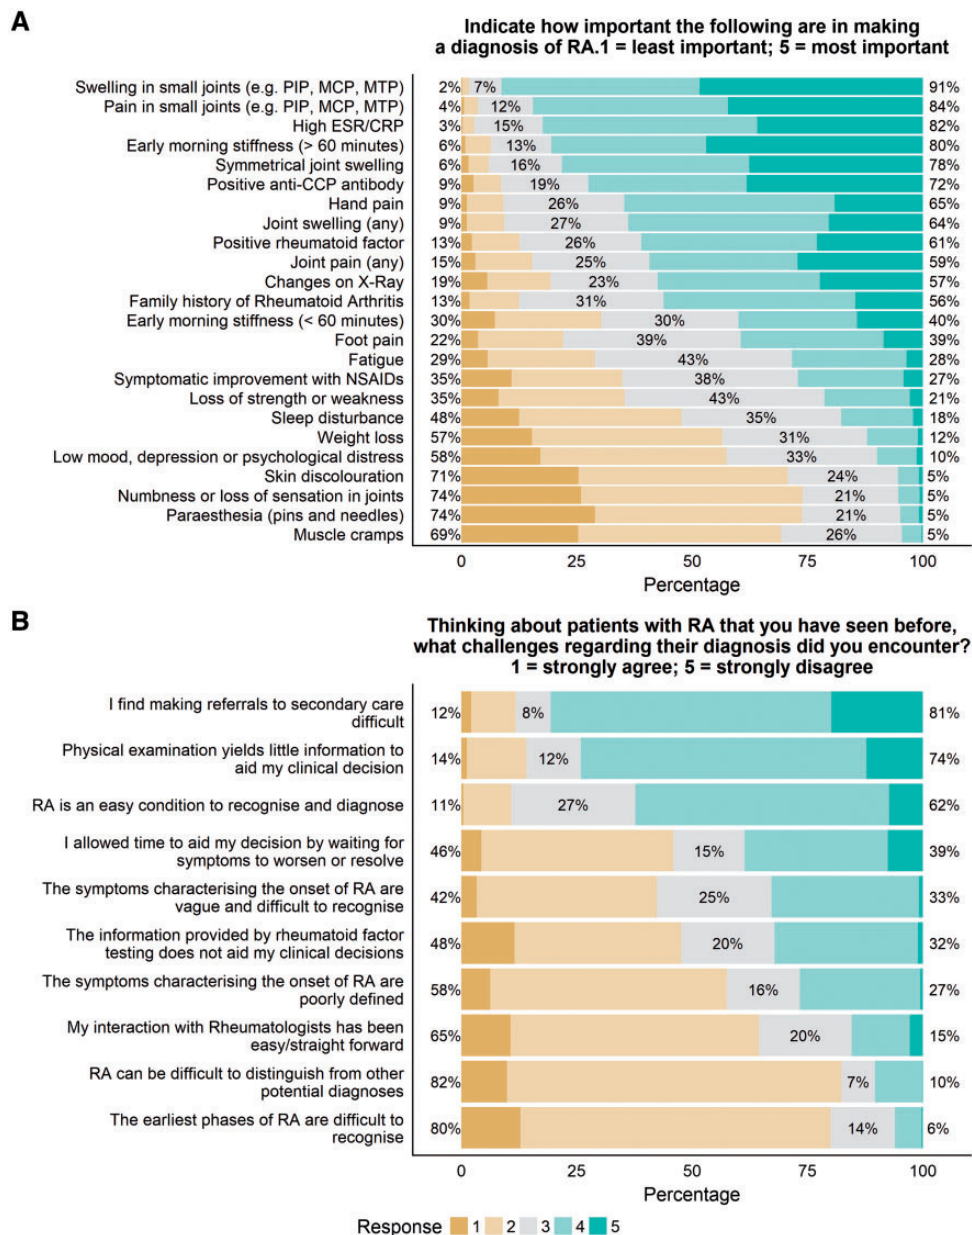 A
Indicate how important the following are in making
a diagnosis of RA.1 = least important; 5 = most important
Swelling in small joints (e.g. PIP, MCP, MTP) 2% 7% 91%
Pain in small joints (e.g. PIP, MCP, MTP) 4% 12% 84%
High ESR/CRP 3% 15% 82%
Early morning stiffness (> 60 minutes) 6% 13% 80%
Symmetrical joint swelling 6% 16% 78%
Positive anti-CCP antibody 9% 19% 72%
Hand pain 9% 26% 65%
Joint swelling (any) 9% 27% 64%
Positive rheumatoid factor 13% 26% 61%
Joint pain (any) 15% 25% 59%
Changes on X-Ray 19% 23% 57%
Family history of Rheumatoid Arthritis 13% 31% 56%
Early morning stiffness (< 60 minutes) 30% 30% 40%
Foot pain 22% 39% 39%
Fatigue 29% 43% 28%
Symptomatic improvement with NSAIDs 35% 38% 27%
Loss of strength or weakness 35% 43% 21%
Sleep disturbance 48% 35% 18%
Weight loss 57% 31% 12%
Low mood, depression or psychological distress 58% 33% 10%
Skin discolouration 71% 24% 5%
Numbness or loss of sensation in joints 74% 21% 5%
Paraesthesia (pins and needles) 74% 21% 5%
Muscle cramps 69% 26% 5%
0 25 50 75 100
Percentage
B
Thinking about patients with RA that you have seen before,
what challenges regarding their diagnosis did you encounter?
1 = strongly agree; 5 = strongly disagree
I find making referrals to secondary care
difficult
12% 8% 81%
Physical examination yields little information to
aid my clinical decision
14% 12% 74%
RA is an easy condition to recognise and diagnose 11% 27% 62%
I allowed time to aid my decision by waiting for
symptoms to worsen or resolve
46% 15% 39%
The symptoms characterising the onset of RA are
vague and difficult to recognise
42% 25% 33%
The information provided by rheumatoid factor
testing does not aid my clinical decisions
48% 20% 32%
The symptoms characterising the onset of RA are
poorly defined
58% 16% 27%
My interaction with Rheumatologists has been
easy/straight forward
65% 20% 15%
RA can be difficult to distinguish from other
potential diagnoses
82% 7% 10%
The earliest phases of RA are difficult to
recognise
80% 14% 6%
0 25 50 75 100
Percentage
Response 1 2 3 4 5